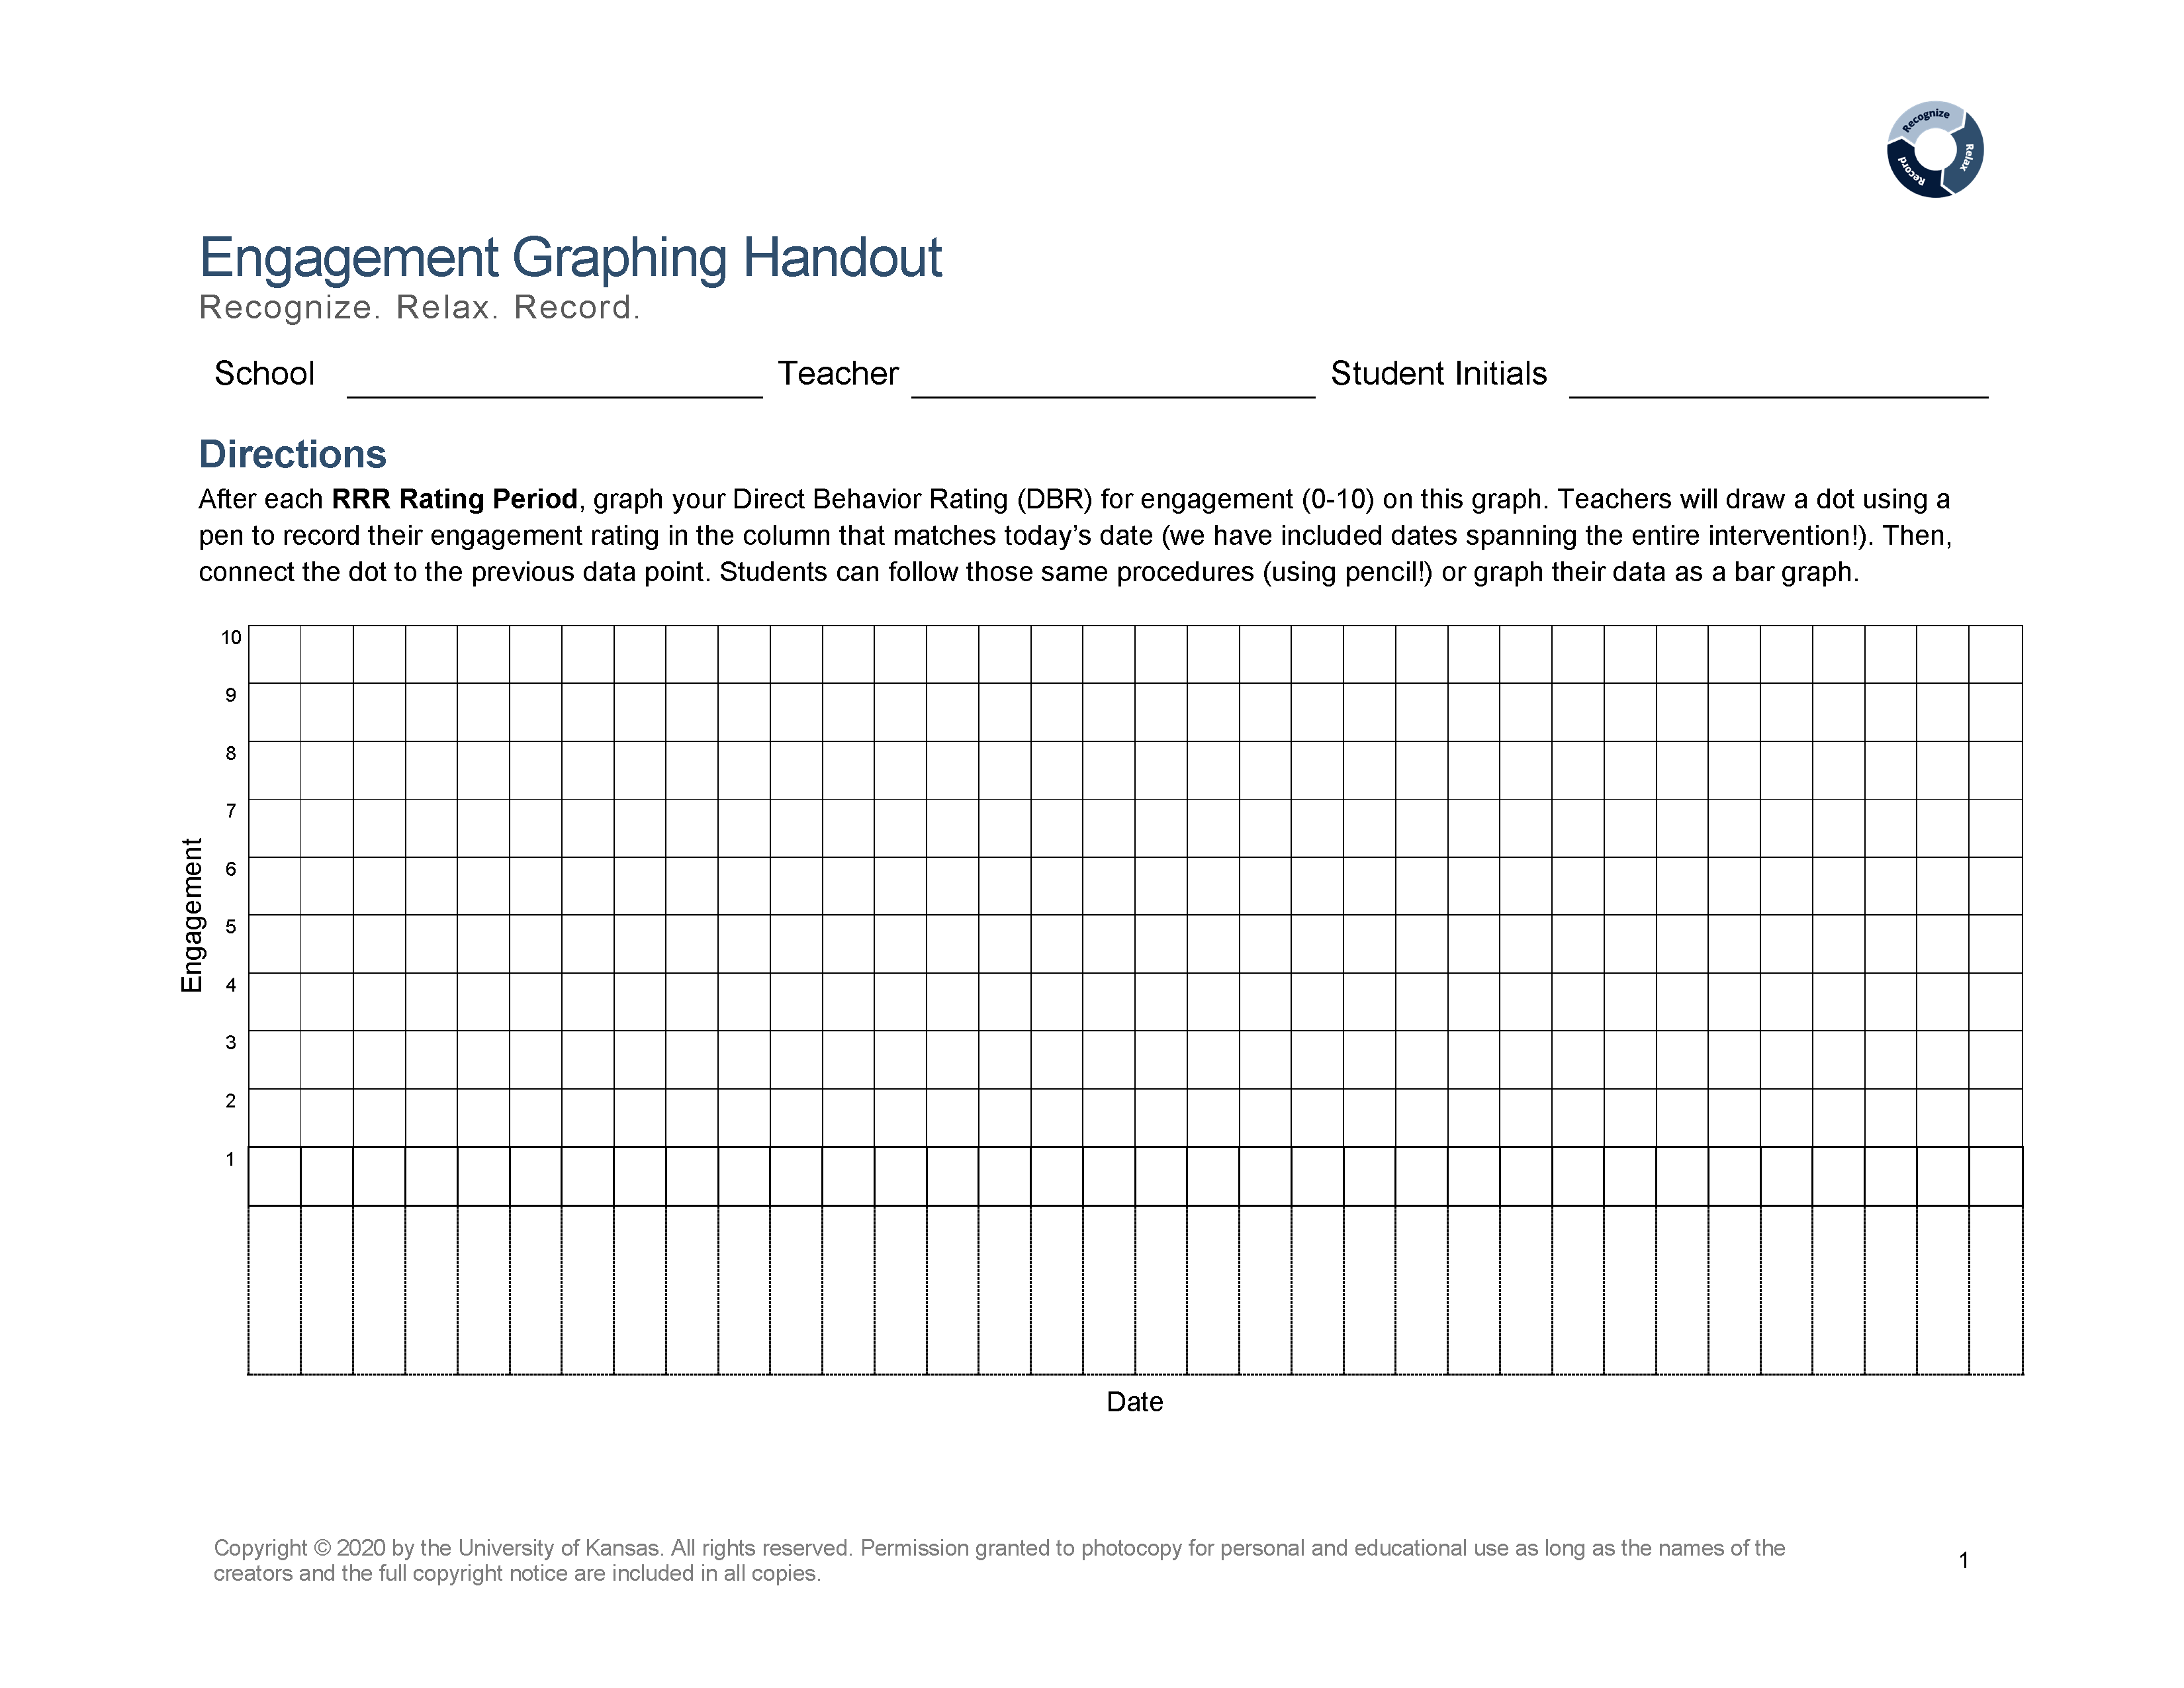 Recognize
Relax
Record
Engagement Graphing Handout
Recognize. Relax. Record.
School Teacher Student Initials
Directions
After each RRR Rating Period, graph your Direct Behavior Rating (DBR) for engagement (0-10) on this graph. Teachers will draw a dot using a
pen to record their engagement rating in the column that matches today’s date (we have included dates spanning the entire intervention!). Then,
connect the dot to the previous data point. Students can follow those same procedures (using pencil!) or graph their data as a bar graph.
10
9
8
7
6
5
4
3
2
1
Engagement
Date
Copyright © 2020 by the University of Kansas. All rights reserved. Permission granted to photocopy for personal and educational use as long as the names of the
creators and the full copyright notice are included in all copies.
1